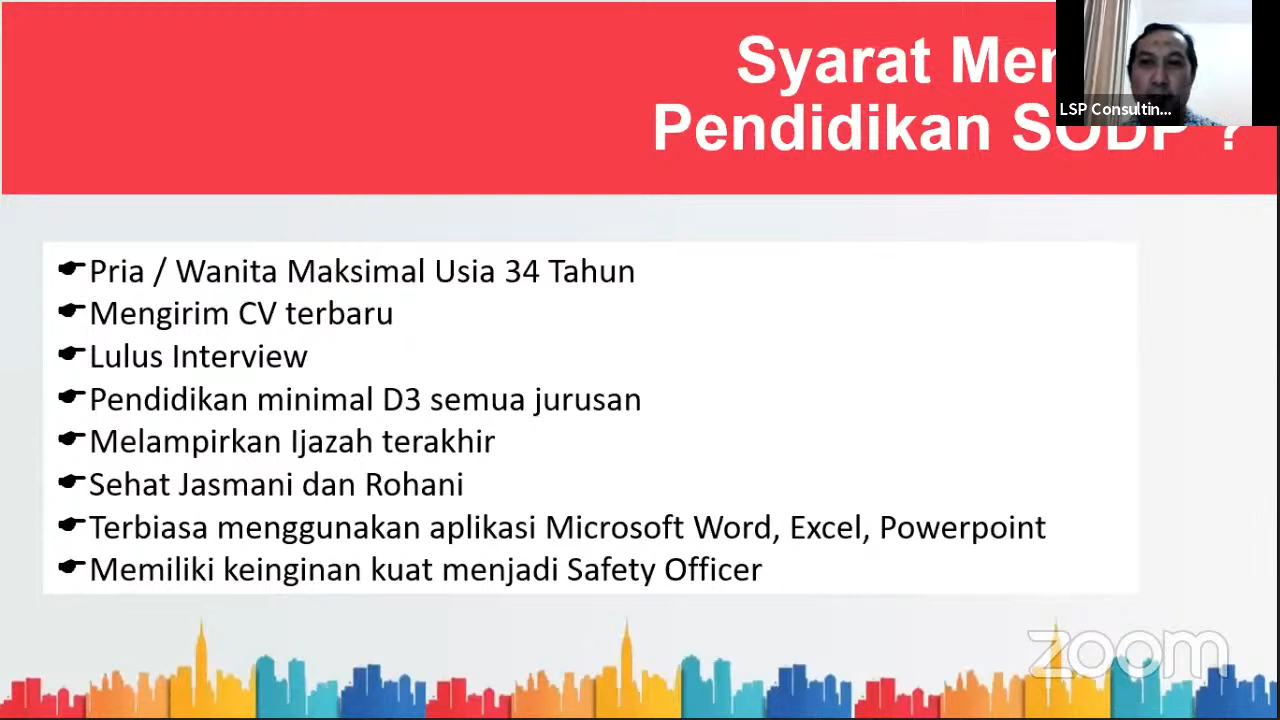 Syarat Men
Pendidikan SODP ?
LSP Consultin...
Pria / Wanita Maksimal Usia 34 Tahun
Mengirim CV terbaru
Lulus Interview
Pendidikan minimal D3 semua jurusan
Melampirkan Ijazah terakhir
Sehat Jasmani dan Rohani
Terbiasa menggunakan aplikasi Microsoft Word, Excel, Powerpoint
Memiliki keinginan kuat menjadi Safety Officer
zoom